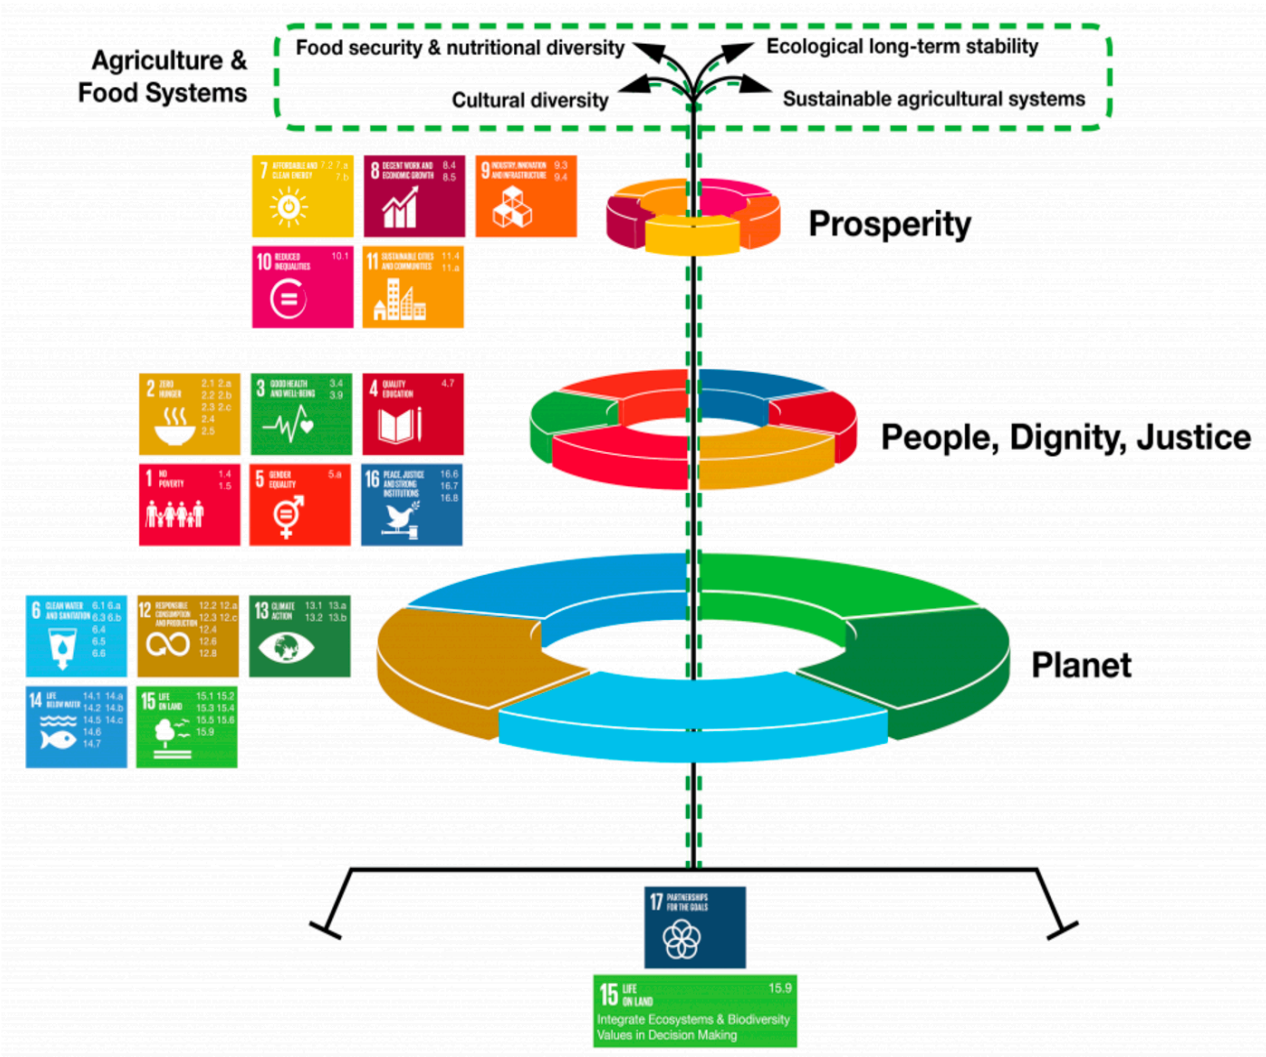 Agriculture &
Food Systems
Food security & nutritional diversity
Ecological long-term stability
Cultural diversity
Sustainable agricultural systems
7 AFFORDABLE AND CLEAN ENERGY
7.2 7.a
7.b
8 DECENT WORK AND ECONOMIC GROWTH
8.4
8.5
9 INDUSTRY, INNOVATION AND INFRASTRUCTURE
9.3
9.4
Prosperity
10 REDUCED INEQUALITIES
10.1
11 SUSTAINABLE CITIES AND COMMUNITIES
11.4
11.a
2 ZERO HUNGER
2.1 2.a
2.2 2.b
2.3 2.c
2.4
2.5
3 GOOD HEALTH AND WELL-BEING
3.4
3.9
4 QUALITY EDUCATION
4.7
People, Dignity, Justice
1 NO POVERTY
1.4
1.5
5 GENDER EQUALITY
5.a
16 PEACE, JUSTICE AND STRONG INSTITUTIONS
16.6
16.7
16.8
6 CLEAN WATER AND SANITATION
6.1 6.a
6.3 6.b
6.4
6.5
6.6
12 RESPONSIBLE CONSUMPTION AND PRODUCTION
12.2 12.a
12.3 12.c
12.4
12.6
12.8
13 CLIMATE ACTION
13.1 13.a
13.2 13.b
Planet
14 LIFE BELOW WATER
14.1 14.a
14.2 14.b
14.5 14.c
14.6
14.7
15 LIFE ON LAND
15.1 15.2
15.3 15.4
15.5 15.6
15.9
17 PARTNERSHIPS FOR THE GOALS
15 LIFE ON LAND
15.9
Integrate Ecosystems & Biodiversity
Values in Decision Making